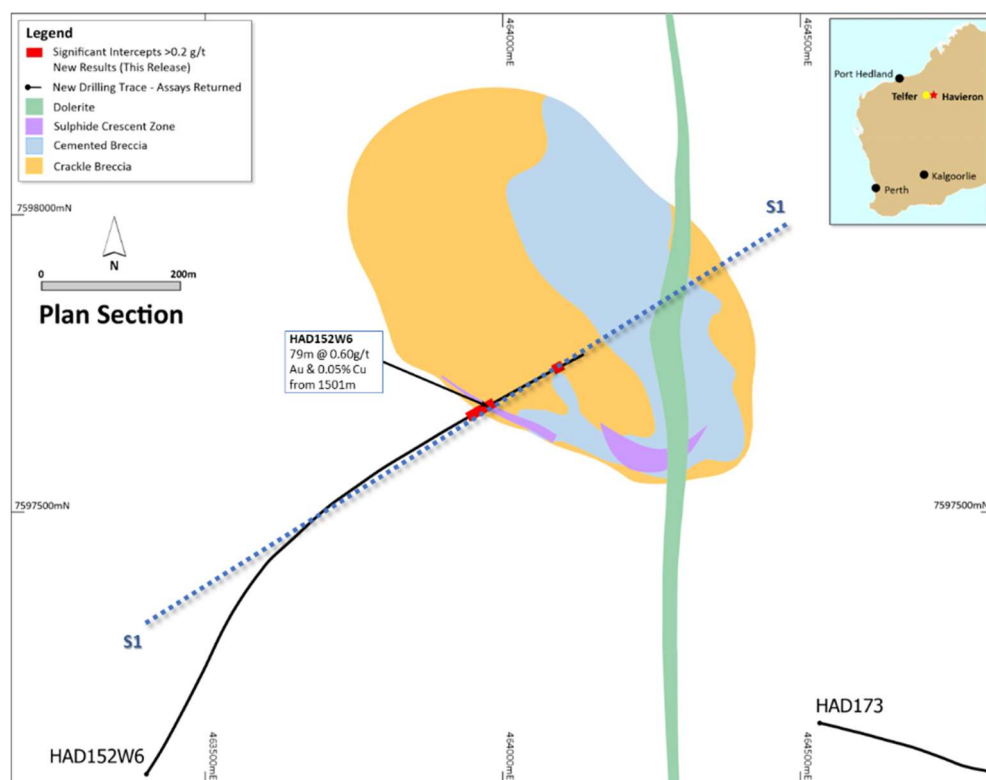 Legend
Significant Intercepts >0.2 g/t
New Results (This Release)
New Drilling Trace - Assays Returned
Dolerite
Sulphide Crescent Zone
Cemented Breccia
Crackle Breccia
464000mE
464500mE
Port Hedland
Telfer
Havieron
Kalgoorlie
Perth
7598000mN
S1
N
0
200m
Plan Section
HAD152W6
79m @ 0.60g/t
Au & 0.05% Cu
from 1501m
7597500mN
7597500mN
S1
HAD173
HAD152W6
463500mE
464000mE
464500mE